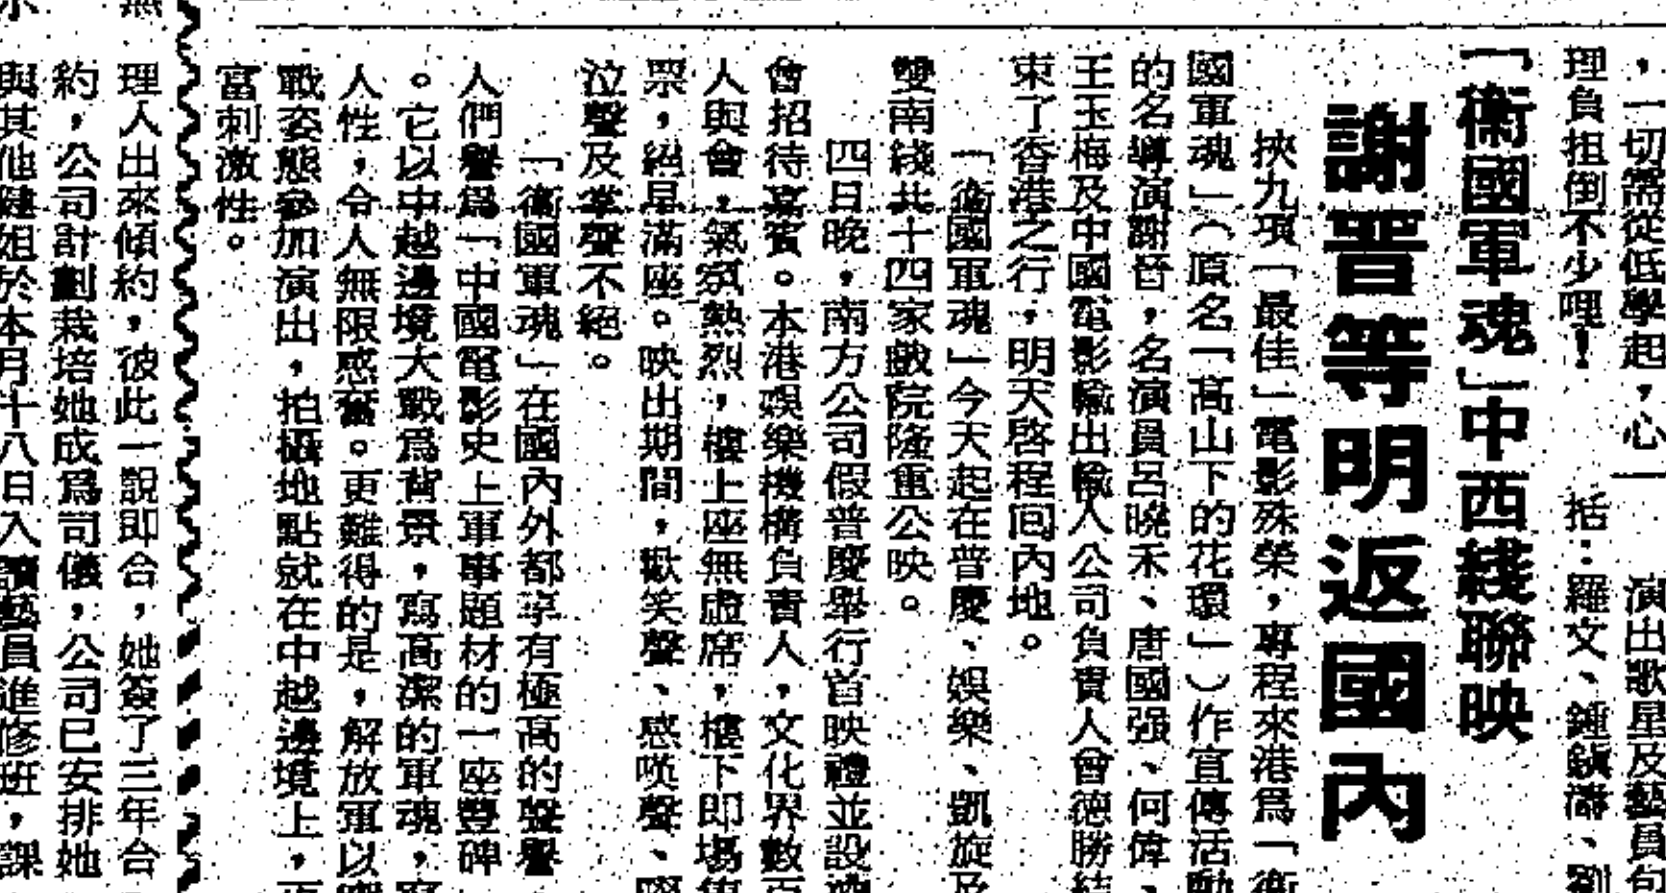 ，一切需從低學起，心一
演出歌星及藝員包
理負担倒不少哩！
括：羅文、鍾鎮濤、劉
「衛國軍魂」中西綫聯映
謝晋等明返國內
挾九項「最佳」電影殊榮，專程來港爲「衛
國軍魂」（原名「高山下的花環」）作宣傳活動
的名導演謝晋，名演員呂曉禾、唐國强、何偉、
王玉梅及中國電影輸出輸入公司負責人曾德勝結
束了香港之行，明天啓程回內地。
「衛國軍魂」今天起在普慶、娛樂、凱旋及
雙南綫共十四家戲院隆重公映。
四日晚，南方公司假普慶舉行首映禮並設
會招待嘉賓。本港娛樂機構負責人，文化界數百
人與會，氣氛熱烈，樓上座無虛席，樓下即場售
票，絕早滿座。映出期間，歡笑聲、感嘆聲、
泣聲及掌聲不絕。
「衛國軍魂」在國內外都享有極高的聲譽
人們譽爲「中國電影史上軍事題材的一座豐碑
。它以中越邊境大戰爲背景，寫高潔的軍魂，寫
人性，令人無限感奮。更難得的是，解放軍以實
戰姿態參加演出，拍攝地點就在中越邊境上，
富刺激性。
理人出來傾約，彼此一說即合，她簽了三年合
約，公司計劃栽培她成爲司儀，公司已安排她
與其他健姐於本月十八日入讀藝員進修班，課